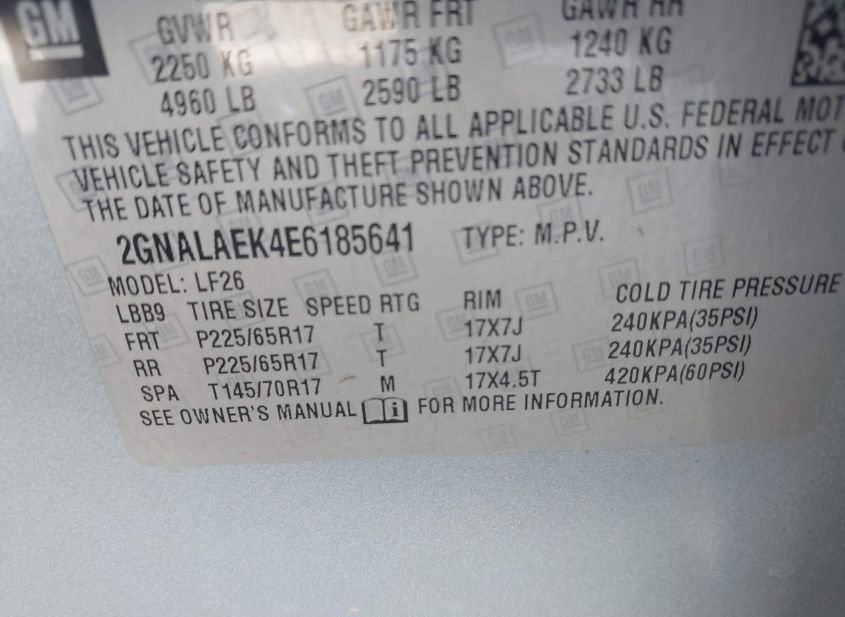 GM
GVWR GAWR FRT GAWR RR
2250 KG 1175 KG 1240 KG
4960 LB 2590 LB 2733 LB
THIS VEHICLE CONFORMS TO ALL APPLICABLE U.S. FEDERAL MOT
VEHICLE SAFETY AND THEFT PREVENTION STANDARDS IN EFFECT
THE DATE OF MANUFACTURE SHOWN ABOVE.
2GNALAEK4E6185641 TYPE: M.P.V.
MODEL: LF26
LBB9 TIRE SIZE SPEED RTG RIM COLD TIRE PRESSURE
FRT P225/65R17 T 17X7J 240KPA(35PSI)
RR P225/65R17 T 17X7J 240KPA(35PSI)
SPA T145/70R17 M 17X4.5T 420KPA(60PSI)
SEE OWNER'S MANUAL i FOR MORE INFORMATION.